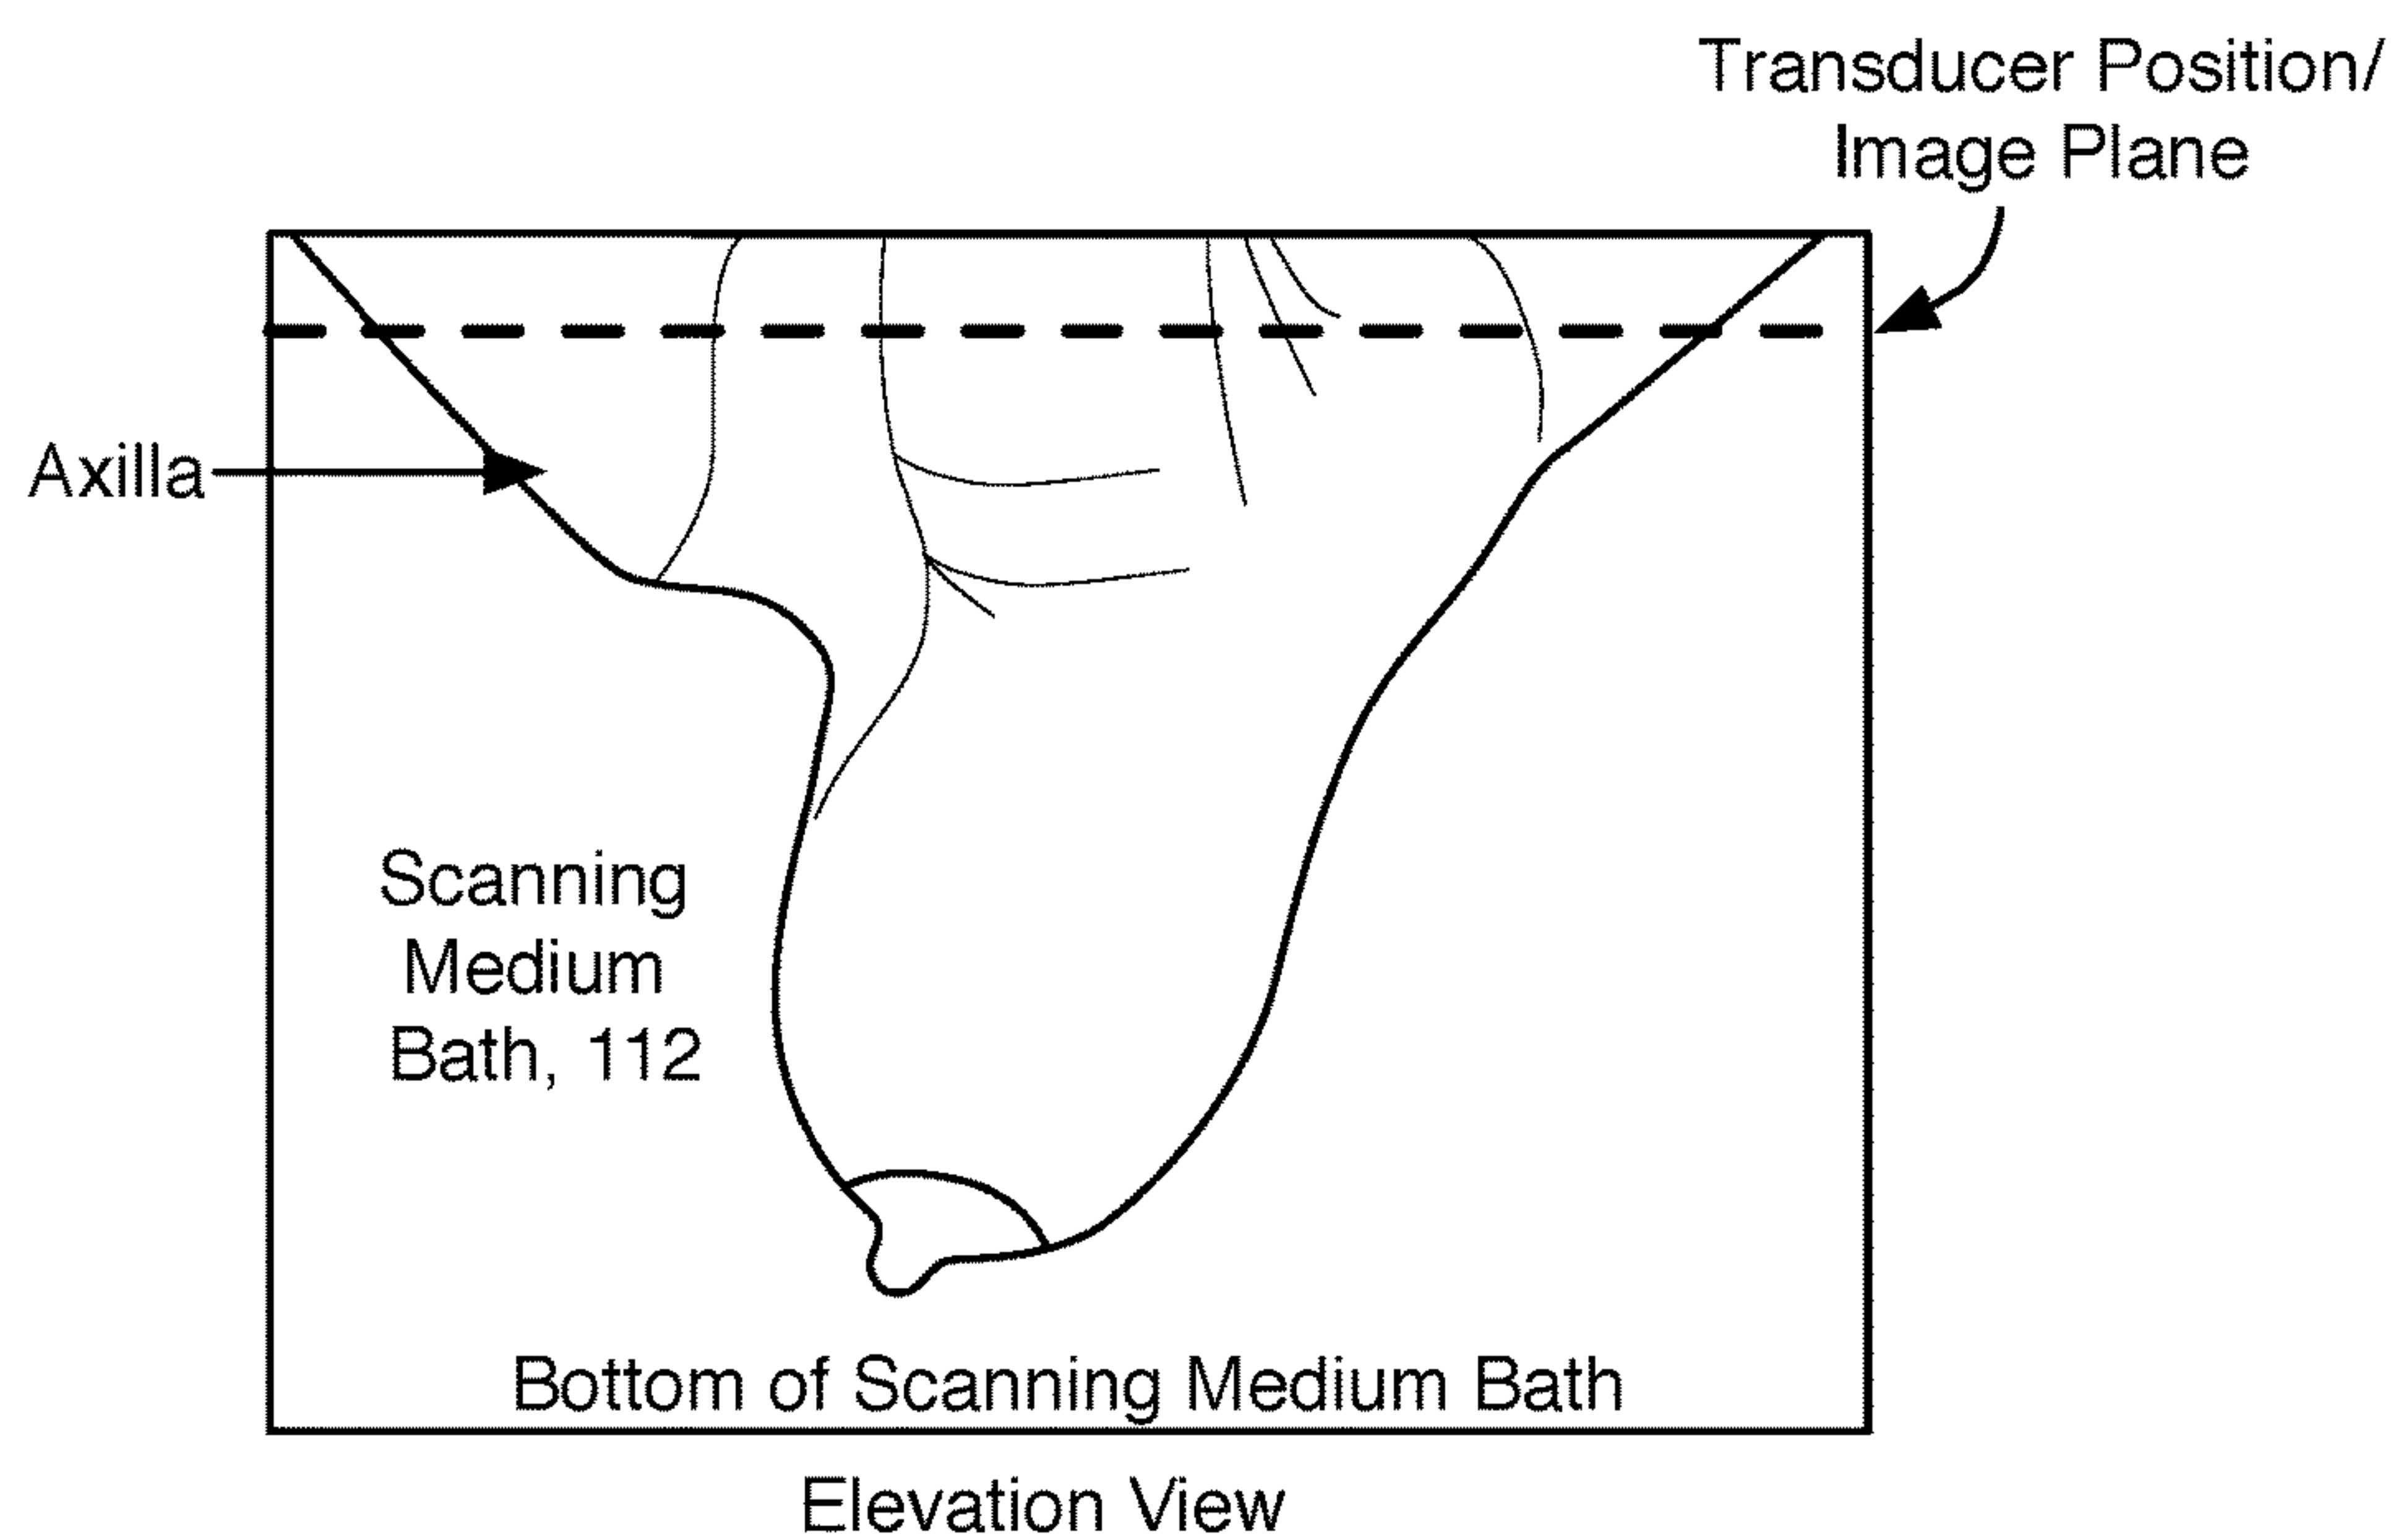 Transducer Position/
Image Plane
Axilla
Scanning
Medium
Bath, 112
Bottom of Scanning Medium Bath
Elevation View